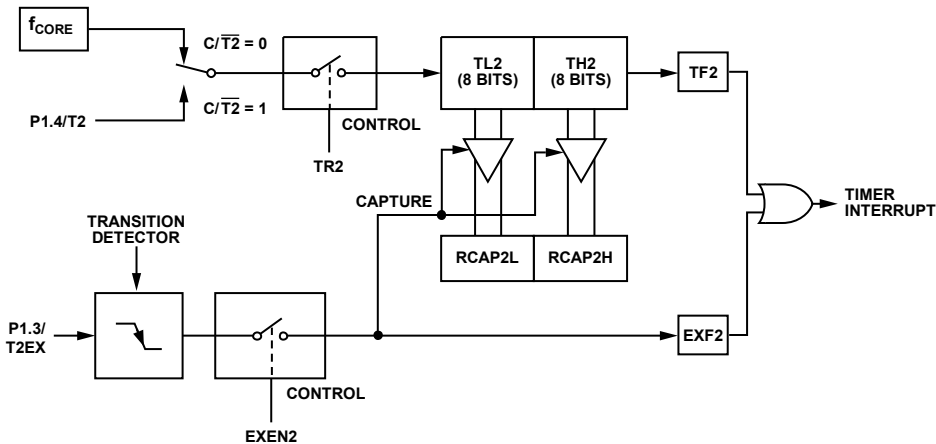 f_CORE
C/T2̅ = 0
C/T2̅ = 1
P1.4/T2
CONTROL
TR2
TL2
(8 BITS)
TH2
(8 BITS)
TF2
CAPTURE
TIMER
INTERRUPT
TRANSITION
DETECTOR
RCAP2L
RCAP2H
P1.3/
T2EX
CONTROL
EXEN2
EXF2